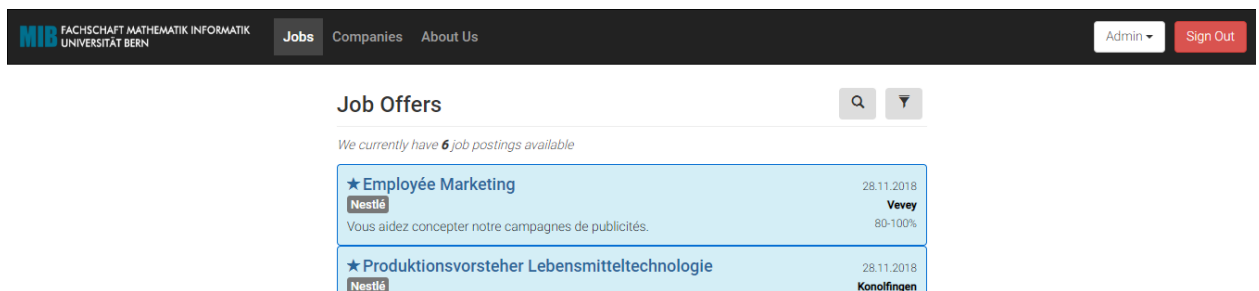 MIB FACHSCHAFT MATHEMATIK INFORMATIK
UNIVERSITÄT BERN
Jobs Companies About Us Admin Sign Out
Job Offers
We currently have 6 job postings available
Employée Marketing 28.11.2018
Nestlé Vevey
Vous aidez concepter notre campagnes de publicités. 80-100%
Produktionsvorsteher Lebensmitteltechnologie 28.11.2018
Nestlé Konolfingen